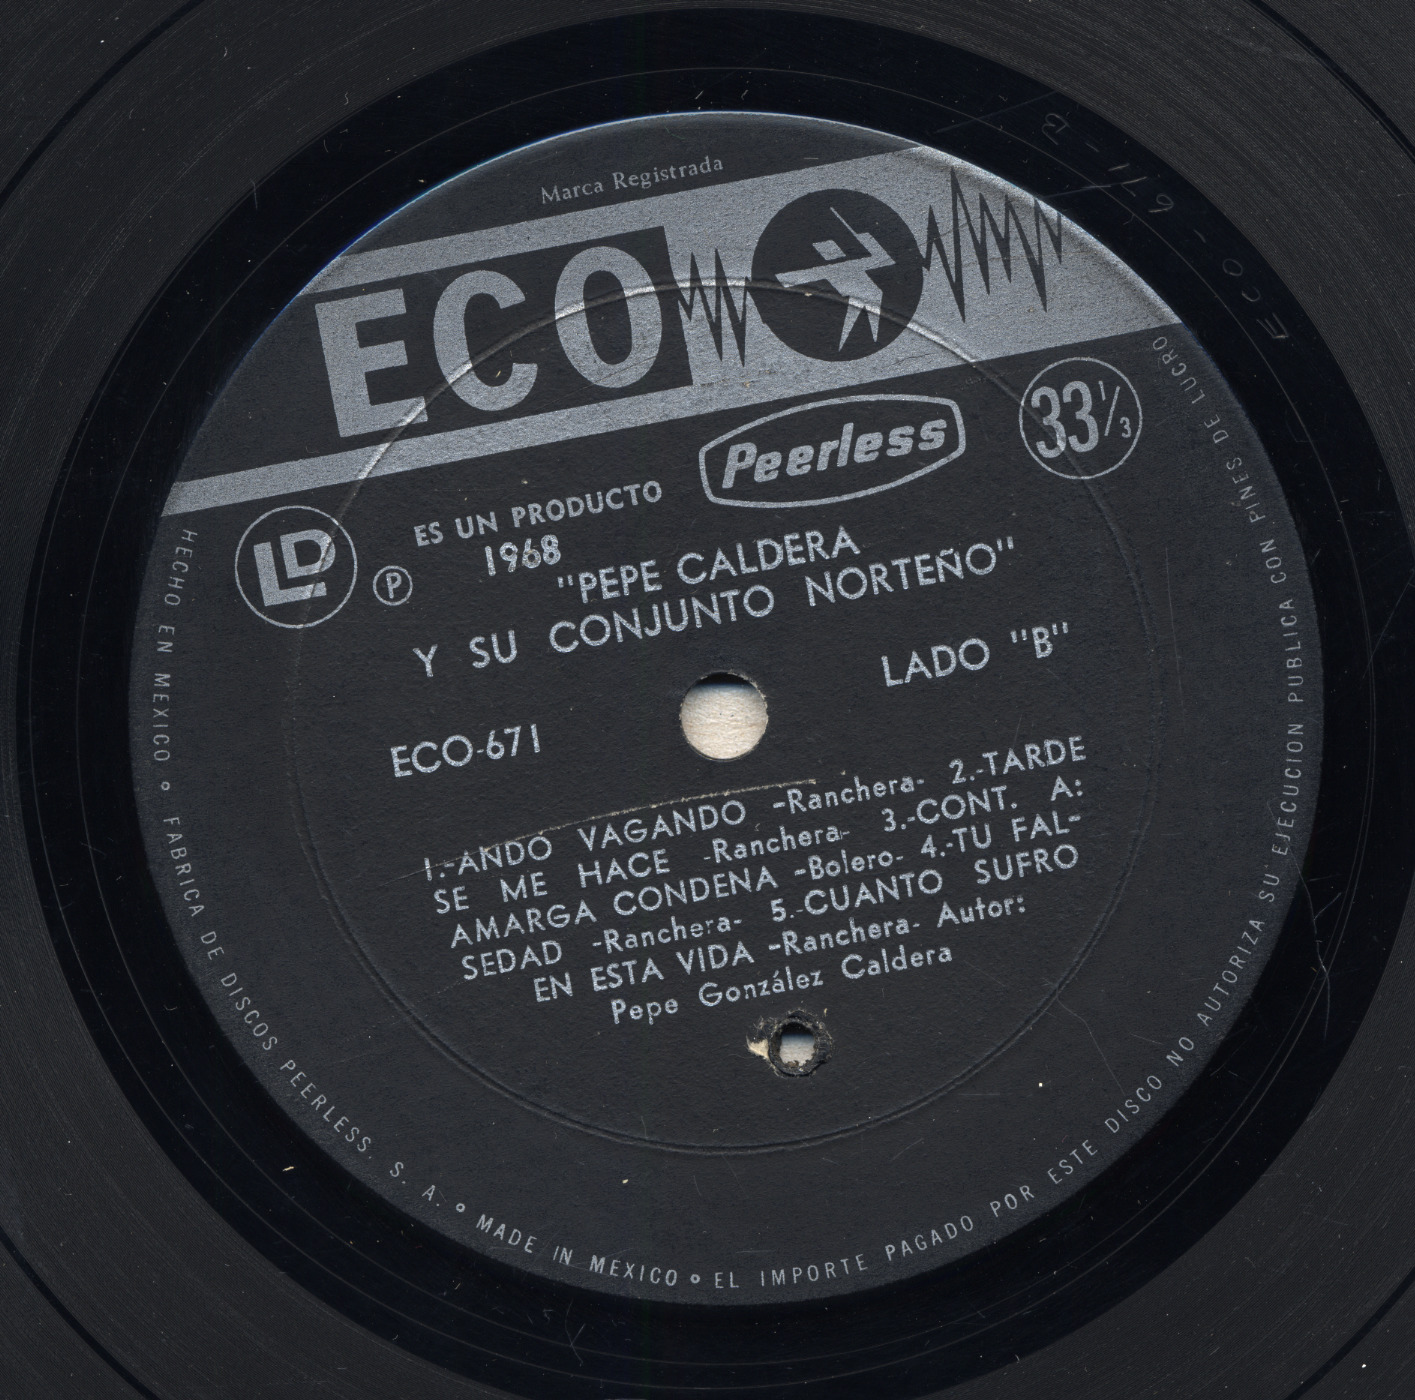 Marca Registrada
ECO
Peerless
33 1/3
LD
ES UN PRODUCTO
℗ 1968
"PEPE CALDERA
Y SU CONJUNTO NORTEÑO"
LADO "B"
ECO-671
1.-ANDO VAGANDO -Ranchera- 2.-TARDE
SE ME HACE -Ranchera- 3.-CONT. A:
AMARGA CONDENA -Bolero- 4.-TU FAL-
SEDAD -Ranchera- 5.-CUANTO SUFRO
EN ESTA VIDA -Ranchera- Autor:
Pepe González Caldera
HECHO EN MEXICO ∘ FABRICA DE DISCOS PEERLESS. S. A. ∘ MADE IN MEXICO ∘ EL IMPORTE PAGADO POR ESTE DISCO NO AUTORIZA SU EJECUCION PUBLICA CON FINES DE LUCRO
ECO-671-B